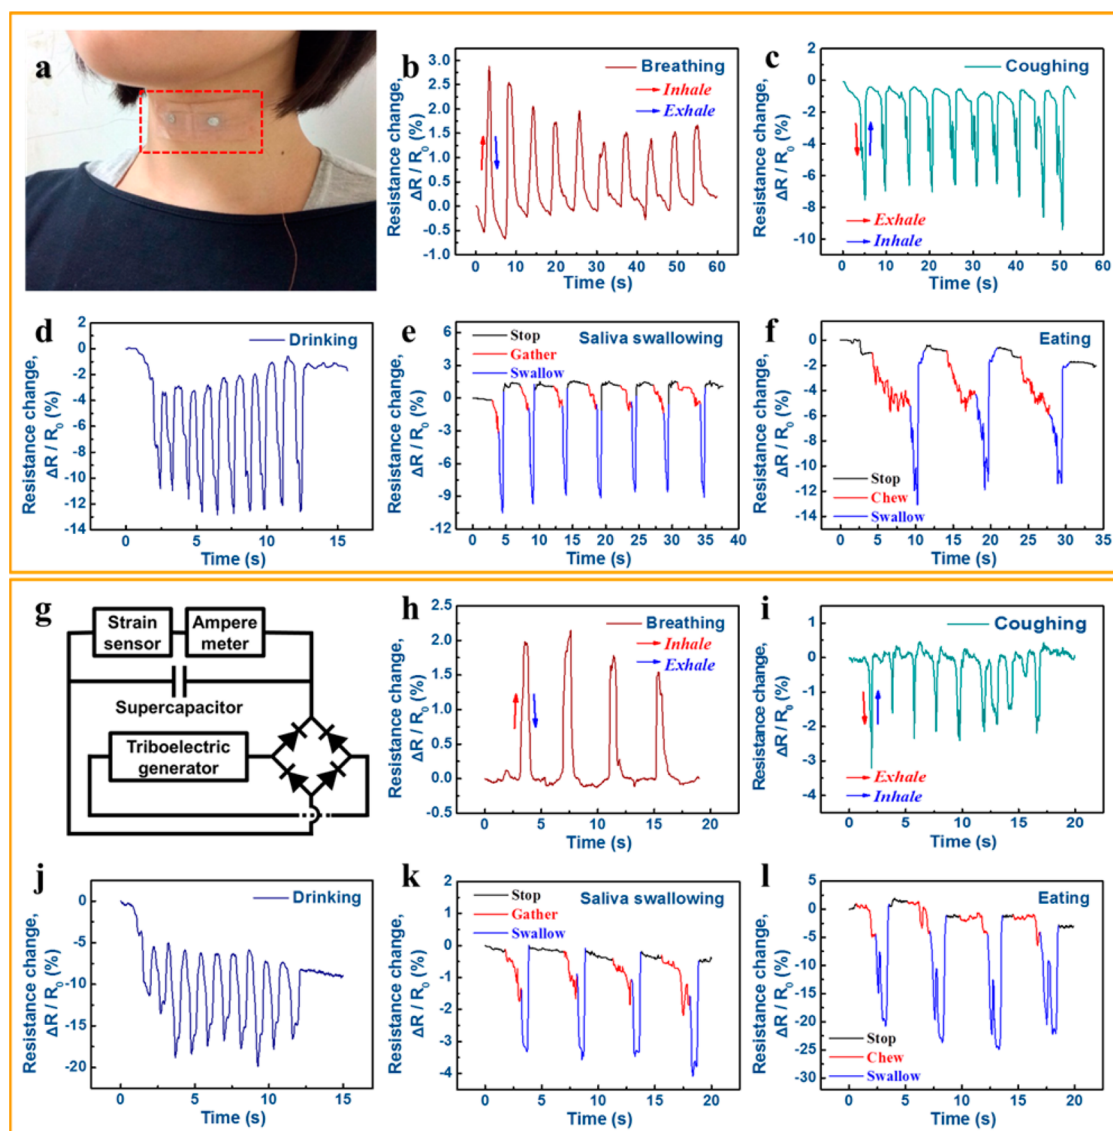 a
b
Breathing
Inhale
Exhale
Resistance change,
ΔR / R₀ (%)
3.0
2.5
2.0
1.5
1.0
0.5
0.0
-0.5
-1.0
0 10 20 30 40 50 60
Time (s)
c
Coughing
Exhale
Inhale
Resistance change,
ΔR / R₀ (%)
2
0
-2
-4
-6
-8
-10
0 10 20 30 40 50 60
Time (s)
d
Drinking
Resistance change,
ΔR / R₀ (%)
2
0
-2
-4
-6
-8
-10
-12
-14
0 5 10 15
Time (s)
e
Stop
Gather
Swallow
Saliva swallowing
Resistance change,
ΔR / R₀ (%)
6
3
0
-3
-6
-9
-12
0 5 10 15 20 25 30 35 40
Time (s)
f
Eating
Stop
Chew
Swallow
Resistance change,
ΔR / R₀ (%)
2
0
-2
-4
-6
-8
-10
-12
-14
0 5 10 15 20 25 30 35
Time (s)
g
Strain
sensor
Ampere
meter
Supercapacitor
Triboelectric
generator
h
Breathing
Inhale
Exhale
Resistance change,
ΔR / R₀ (%)
2.5
2.0
1.5
1.0
0.5
0.0
-0.5
0 5 10 15 20
Time (s)
i
Coughing
Exhale
Inhale
Resistance change,
ΔR / R₀ (%)
1
0
-1
-2
-3
-4
0 5 10 15 20
Time (s)
j
Drinking
Resistance change,
ΔR / R₀ (%)
0
-5
-10
-15
-20
0 5 10 15
Time (s)
k
Stop
Gather
Swallow
Saliva swallowing
Resistance change,
ΔR / R₀ (%)
2
1
0
-1
-2
-3
-4
0 5 10 15 20
Time (s)
l
Eating
Stop
Chew
Swallow
Resistance change,
ΔR / R₀ (%)
5
0
-5
-10
-15
-20
-25
-30
0 5 10 15 20
Time (s)